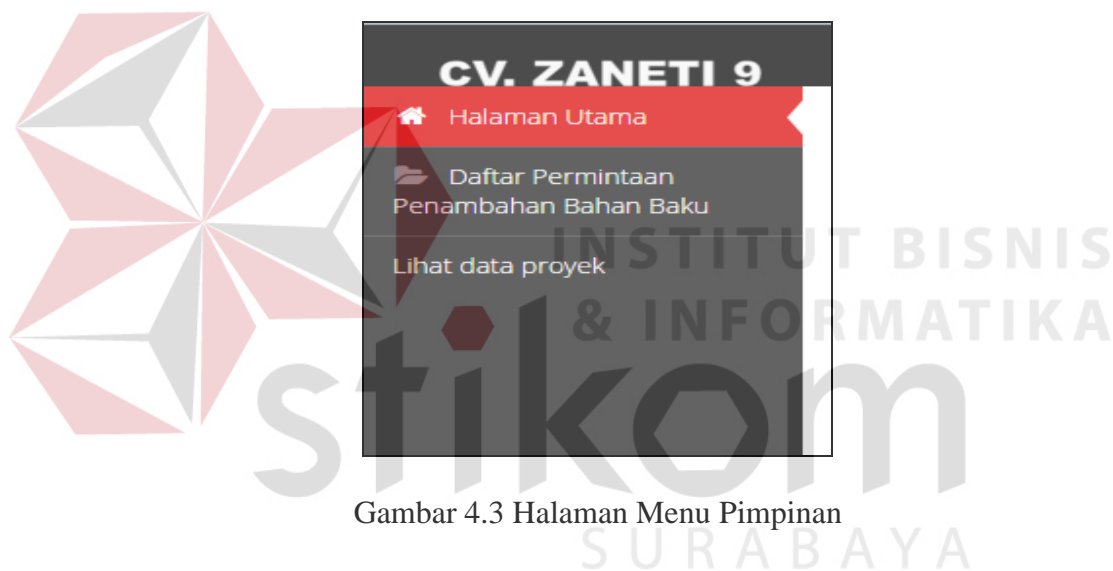 CV. ZANETI 9
Halaman Utama
Daftar Permintaan
Penambahan Bahan Baku
Lihat data proyek
INSTITUT BISNIS
& INFORMATIKA
stikom
SURABAYA
Gambar 4.3 Halaman Menu Pimpinan